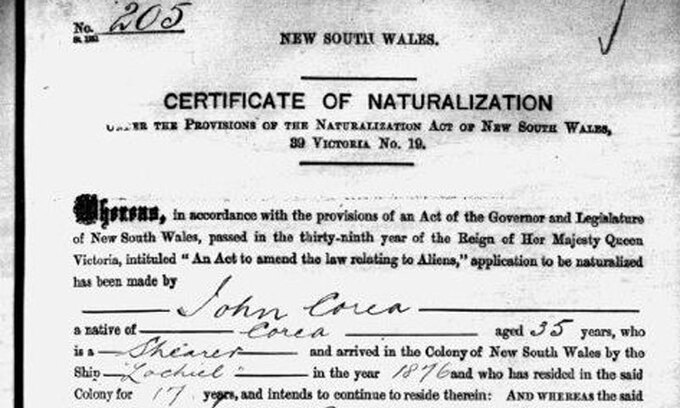 No. 205
NEW SOUTH WALES.
CERTIFICATE OF NATURALIZATION
UNDER THE PROVISIONS OF THE NATURALIZATION ACT OF NEW SOUTH WALES,
39 VICTORIA No. 19.
Whereas, in accordance with the provisions of an Act of the Governor and Legislature
of New South Wales, passed in the thirty-ninth year of the Reign of Her Majesty Queen
Victoria, intituled “An Act to amend the law relating to Aliens,” application to be naturalized
has been made by
John Corea
a native of Corea aged 35 years, who
is a Shearer and arrived in the Colony of New South Wales by the
Ship "Lochiel" in the year 1876 and who has resided in the said
Colony for 17 years, and intends to continue to reside therein: AND WHEREAS the said